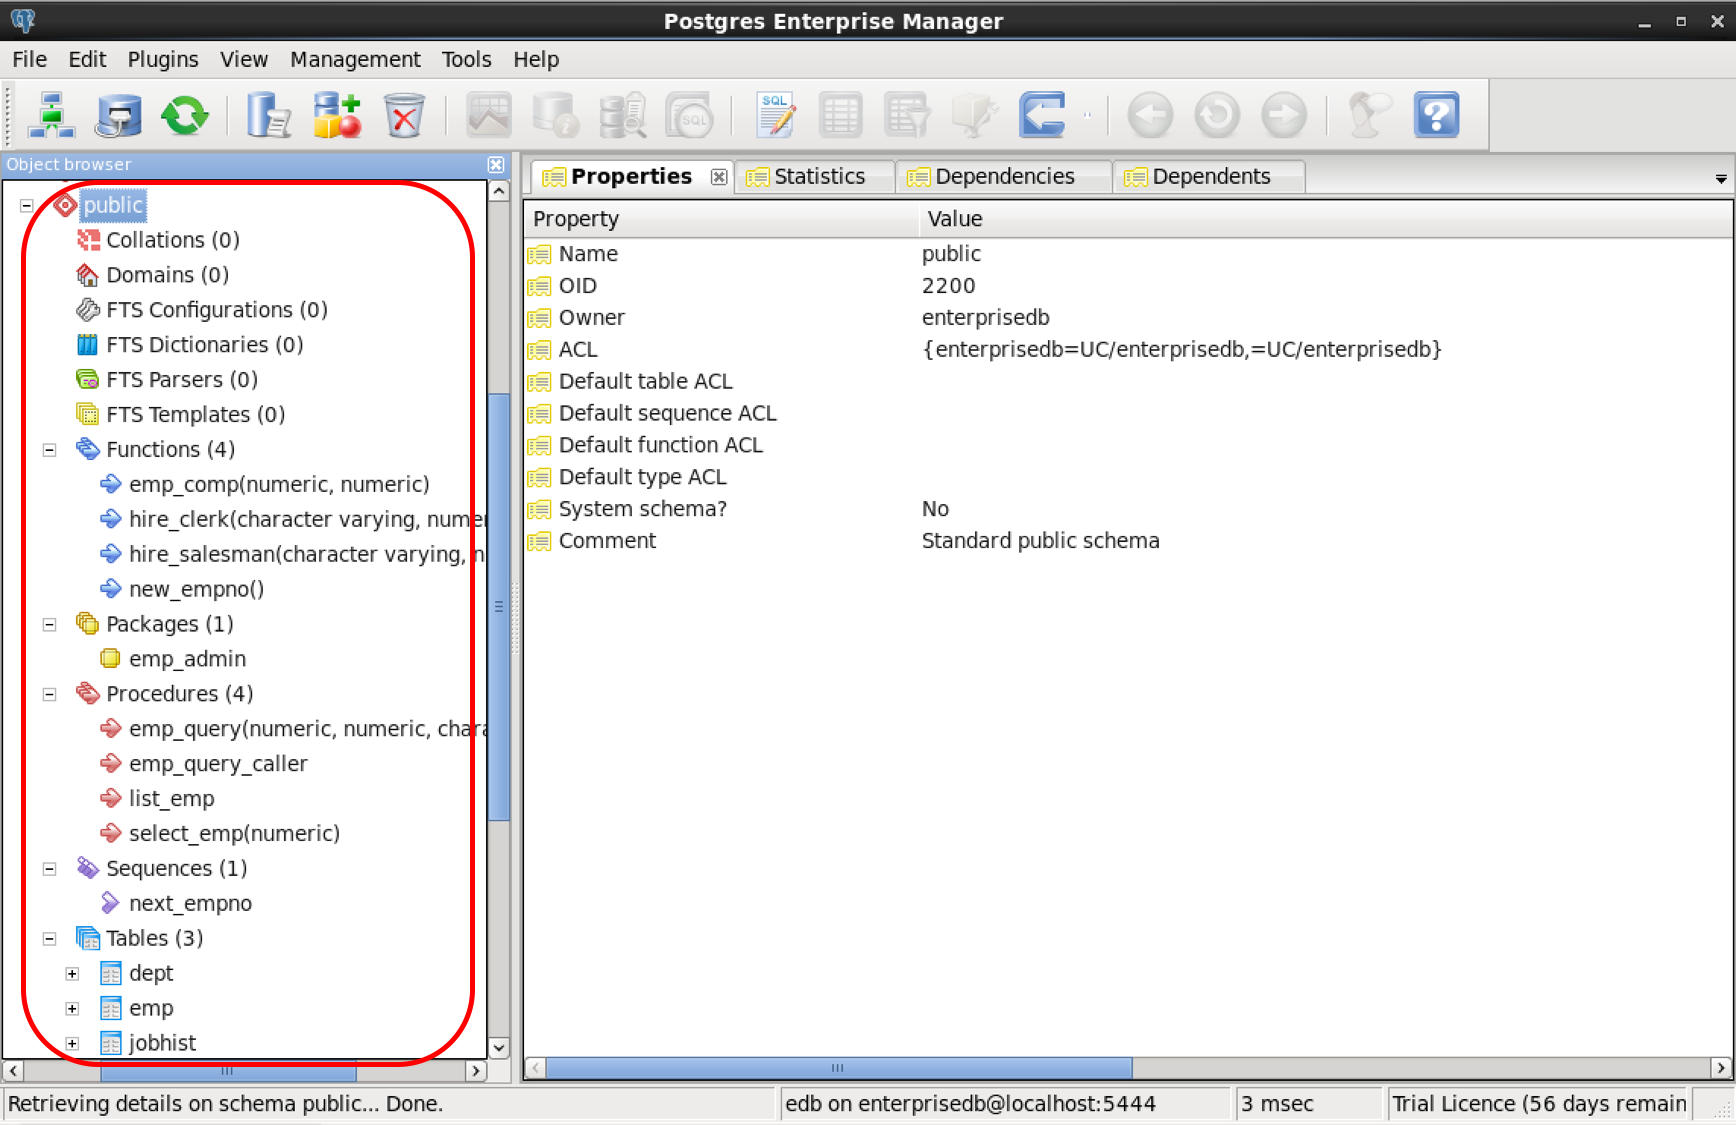 Postgres Enterprise Manager
File Edit Plugins View Management Tools Help
SQL
SQL
?
Object browser
public
Collations (0)
Domains (0)
FTS Configurations (0)
FTS Dictionaries (0)
FTS Parsers (0)
FTS Templates (0)
Functions (4)
emp_comp(numeric, numeric)
hire_clerk(character varying, numer
hire_salesman(character varying, n
new_empno()
Packages (1)
emp_admin
Procedures (4)
emp_query(numeric, numeric, chara
emp_query_caller
list_emp
select_emp(numeric)
Sequences (1)
next_empno
Tables (3)
dept
emp
jobhist
Properties Statistics Dependencies Dependents
Property Value
Name public
OID 2200
Owner enterprisedb
ACL {enterprisedb=UC/enterprisedb,=UC/enterprisedb}
Default table ACL
Default sequence ACL
Default function ACL
Default type ACL
System schema? No
Comment Standard public schema
Retrieving details on schema public... Done. edb on enterprisedb@localhost:5444 3 msec Trial Licence (56 days remain